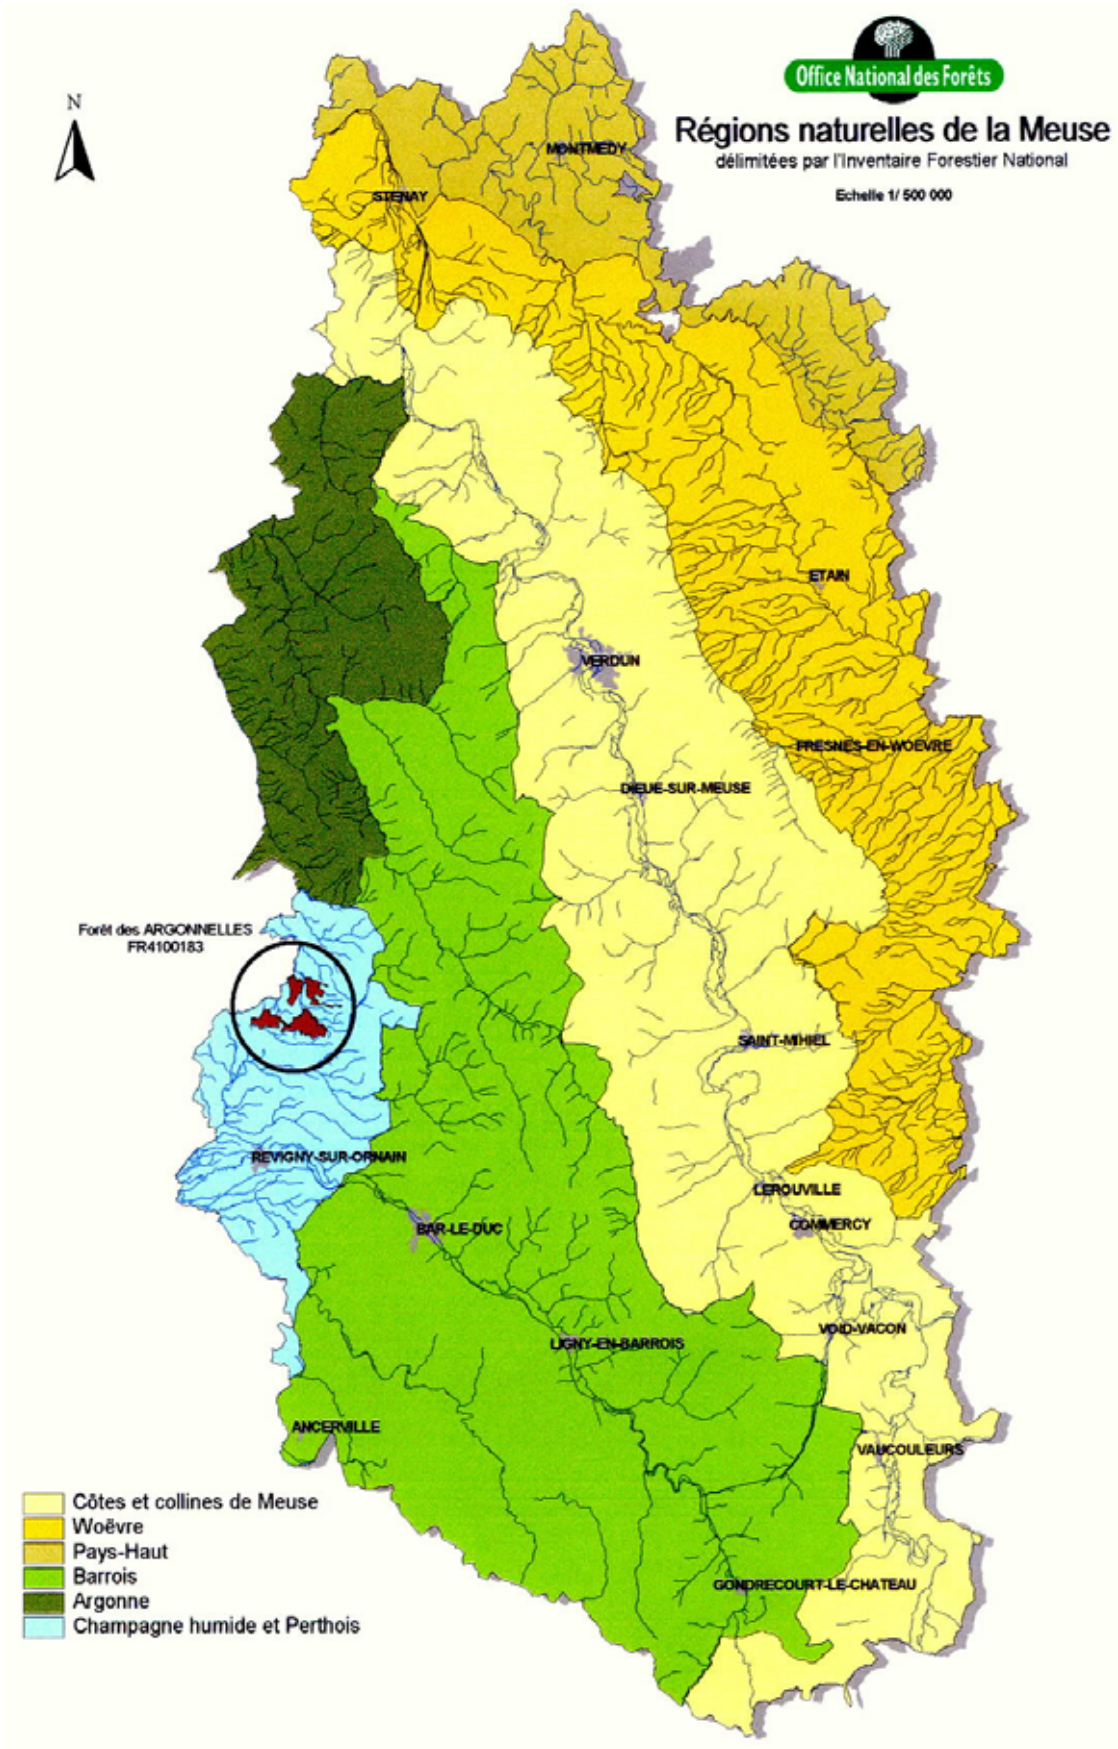 Office National des Forêts
N
Régions naturelles de la Meuse
délimitées par l'Inventaire Forestier National
Echelle 1/ 500 000
MONTMEDY
STENAY
ETAIN
VERDUN
FRESNES-EN-WOEVRE
DIEUE-SUR-MEUSE
Forêt des ARGONNELLES
FR4100183
SAINT-MIHIEL
REVIGNY-SUR-ORNAIN
LEROUVILLE
COMMERCY
BAR-LE-DUC
VOID-VACON
LIGNY-EN-BARROIS
ANCERVILLE
VAUCOULEURS
GONDRECOURT-LE-CHATEAU
Côtes et collines de Meuse
Woëvre
Pays-Haut
Barrois
Argonne
Champagne humide et Perthois